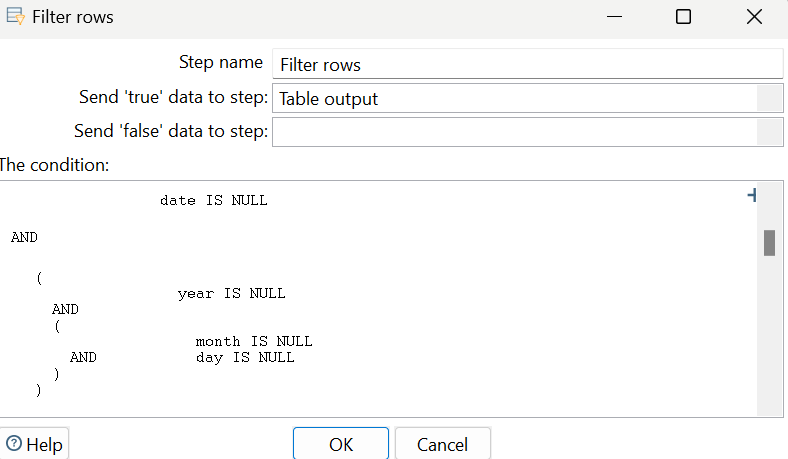 Filter rows
Step name Filter rows
Send 'true' data to step: Table output
Send 'false' data to step:
The condition:
date IS NULL
AND
(
year IS NULL
AND
(
month IS NULL
AND day IS NULL
)
)
Help OK Cancel